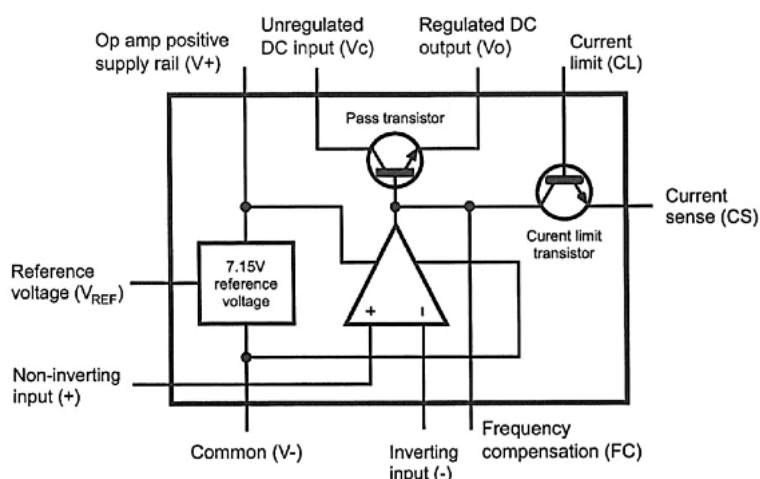 Op amp positive
supply rail (V+)
Unregulated
DC input (Vc)
Regulated DC
output (Vo)
Current
limit (CL)
Pass transistor
Current
sense (CS)
Curent limit
transistor
7.15V
reference
voltage
Reference
voltage (VREF)
+
-
Non-inverting
input (+)
Common (V-)
Inverting
input (-)
Frequency
compensation (FC)